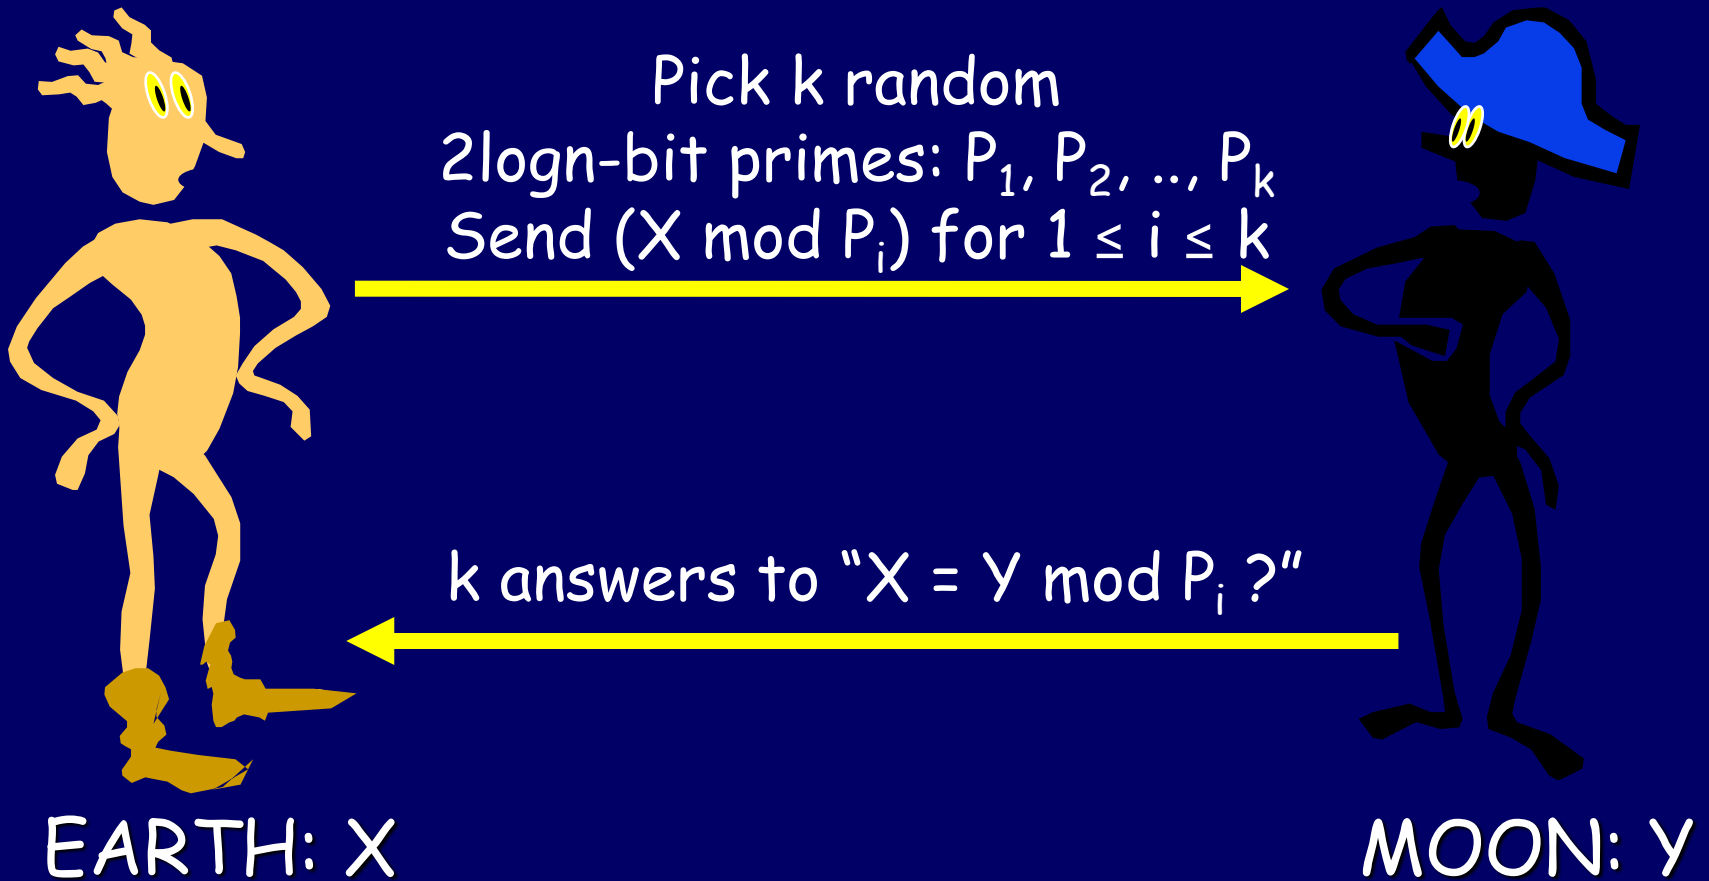 Pick k random
2logn-bit primes: P₁, P₂, .., Pₖ
Send (X mod Pᵢ) for 1 ≤ i ≤ k
k answers to “X = Y mod Pᵢ ?”
EARTH: X
MOON: Y